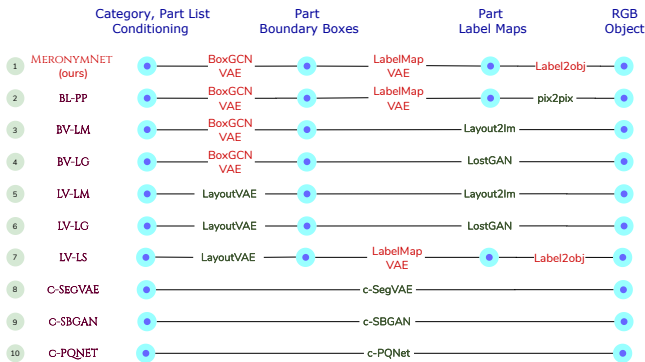 Category, Part List Part Part RGB
Conditioning Boundary Boxes Label Maps Object
1 MERONYMNET (ours) BoxGCN VAE LabelMap VAE Label2obj
2 BL-PP BoxGCN VAE LabelMap VAE pix2pix
3 BV-LM BoxGCN VAE Layout2Im
4 BV-LG BoxGCN VAE LostGAN
5 LV-LM LayoutVAE Layout2Im
6 LV-LG LayoutVAE LostGAN
7 LV-LS LayoutVAE LabelMap VAE Label2obj
8 c-SEGVAE c-SegVAE
9 c-SBGAN c-SBGAN
10 c-PQNET c-PQNet